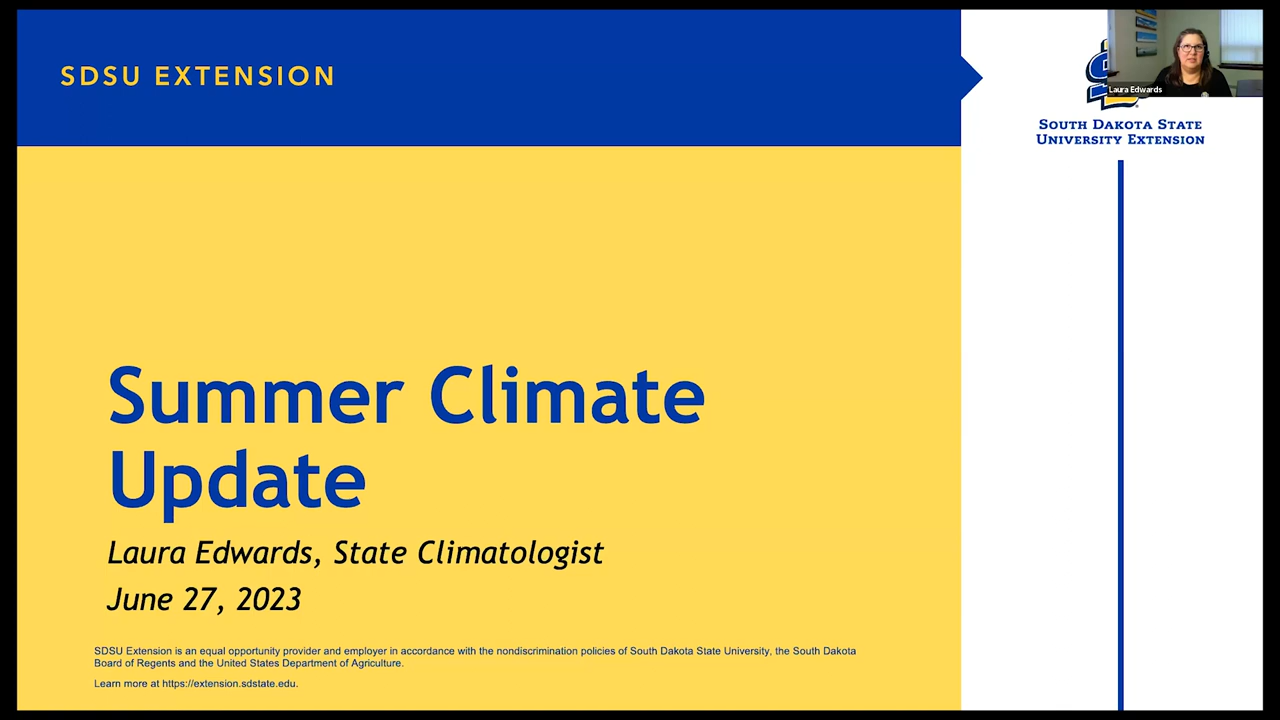 SDSU EXTENSION
Laura Edwards
SOUTH DAKOTA STATE
UNIVERSITY EXTENSION
Summer Climate
Update
Laura Edwards, State Climatologist
June 27, 2023
SDSU Extension is an equal opportunity provider and employer in accordance with the nondiscrimination policies of South Dakota State University, the South Dakota
Board of Regents and the United States Department of Agriculture.
Learn more at https://extension.sdstate.edu.